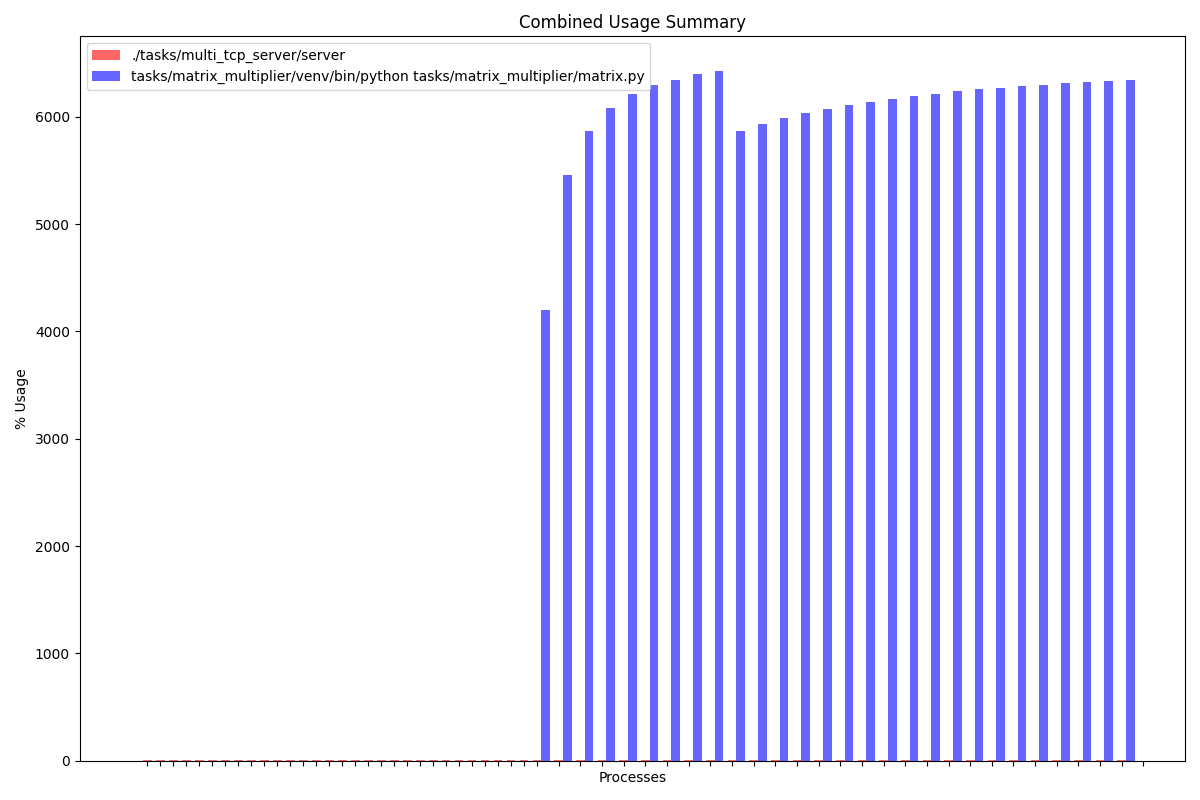 Combined Usage Summary
./tasks/multi_tcp_server/server
tasks/matrix_multiplier/venv/bin/python tasks/matrix_multiplier/matrix.py
6000
5000
4000
3000
2000
1000
0
% Usage
Processes